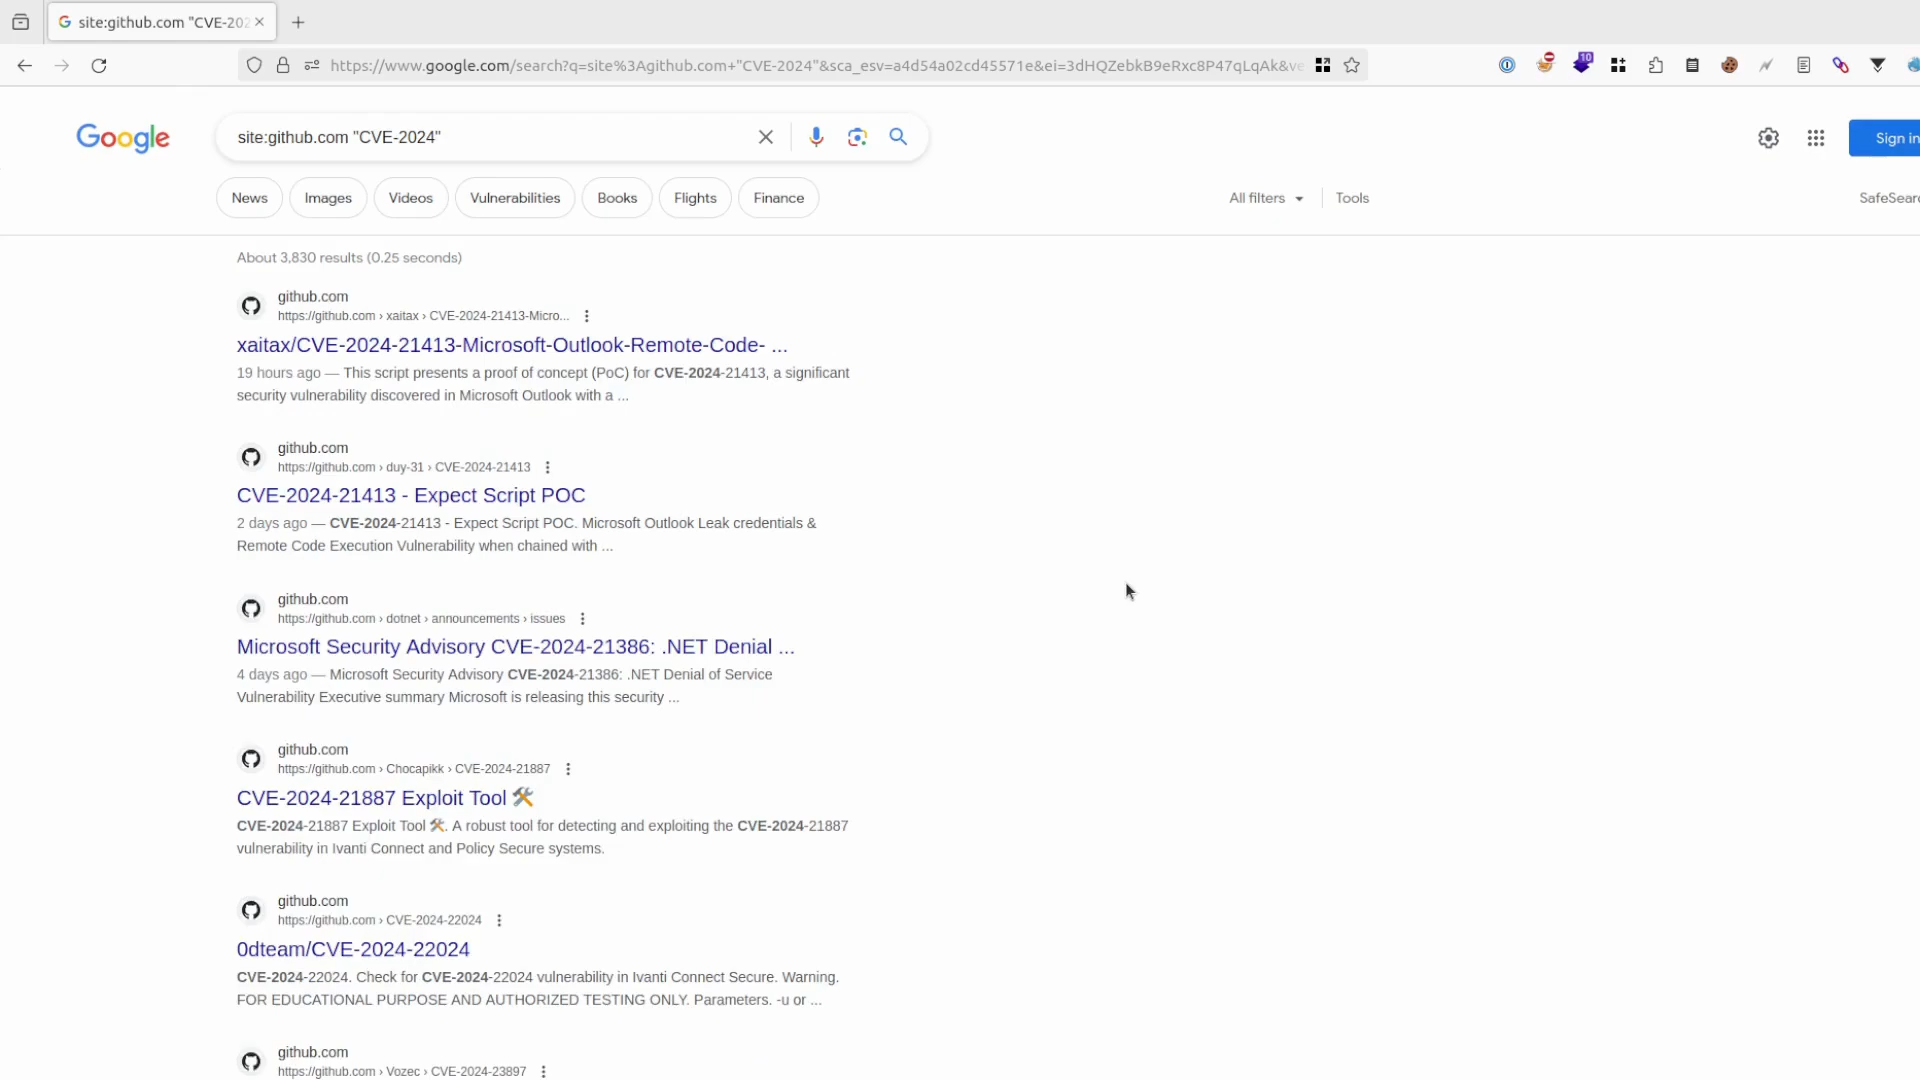 site:github.com "CVE-202
https://www.google.com/search?q=site%3Agithub.com+"CVE-2024"&sca_esv=a4d54a02cd45571e&ei=3dHQZebkB9eRxc8P47qLqAk&ve
10
Google
site:github.com "CVE-2024"
Sign in
News
Images
Videos
Vulnerabilities
Books
Flights
Finance
All filters
Tools
SafeSearc
About 3,830 results (0.25 seconds)
github.com
https://github.com › xaitax › CVE-2024-21413-Micro...
xaitax/CVE-2024-21413-Microsoft-Outlook-Remote-Code- ...
19 hours ago — This script presents a proof of concept (PoC) for CVE-2024-21413, a significant
security vulnerability discovered in Microsoft Outlook with a ...
github.com
https://github.com › duy-31 › CVE-2024-21413
CVE-2024-21413 - Expect Script POC
2 days ago — CVE-2024-21413 - Expect Script POC. Microsoft Outlook Leak credentials &
Remote Code Execution Vulnerability when chained with ...
github.com
https://github.com › dotnet › announcements › issues
Microsoft Security Advisory CVE-2024-21386: .NET Denial ...
4 days ago — Microsoft Security Advisory CVE-2024-21386: .NET Denial of Service
Vulnerability Executive summary Microsoft is releasing this security ...
github.com
https://github.com › Chocapikk › CVE-2024-21887
CVE-2024-21887 Exploit Tool 🛠️
CVE-2024-21887 Exploit Tool 🛠️. A robust tool for detecting and exploiting the CVE-2024-21887
vulnerability in Ivanti Connect and Policy Secure systems.
github.com
https://github.com › CVE-2024-22024
0dteam/CVE-2024-22024
CVE-2024-22024. Check for CVE-2024-22024 vulnerability in Ivanti Connect Secure. Warning.
FOR EDUCATIONAL PURPOSE AND AUTHORIZED TESTING ONLY. Parameters. -u or ...
github.com
https://github.com › Vozec › CVE-2024-23897